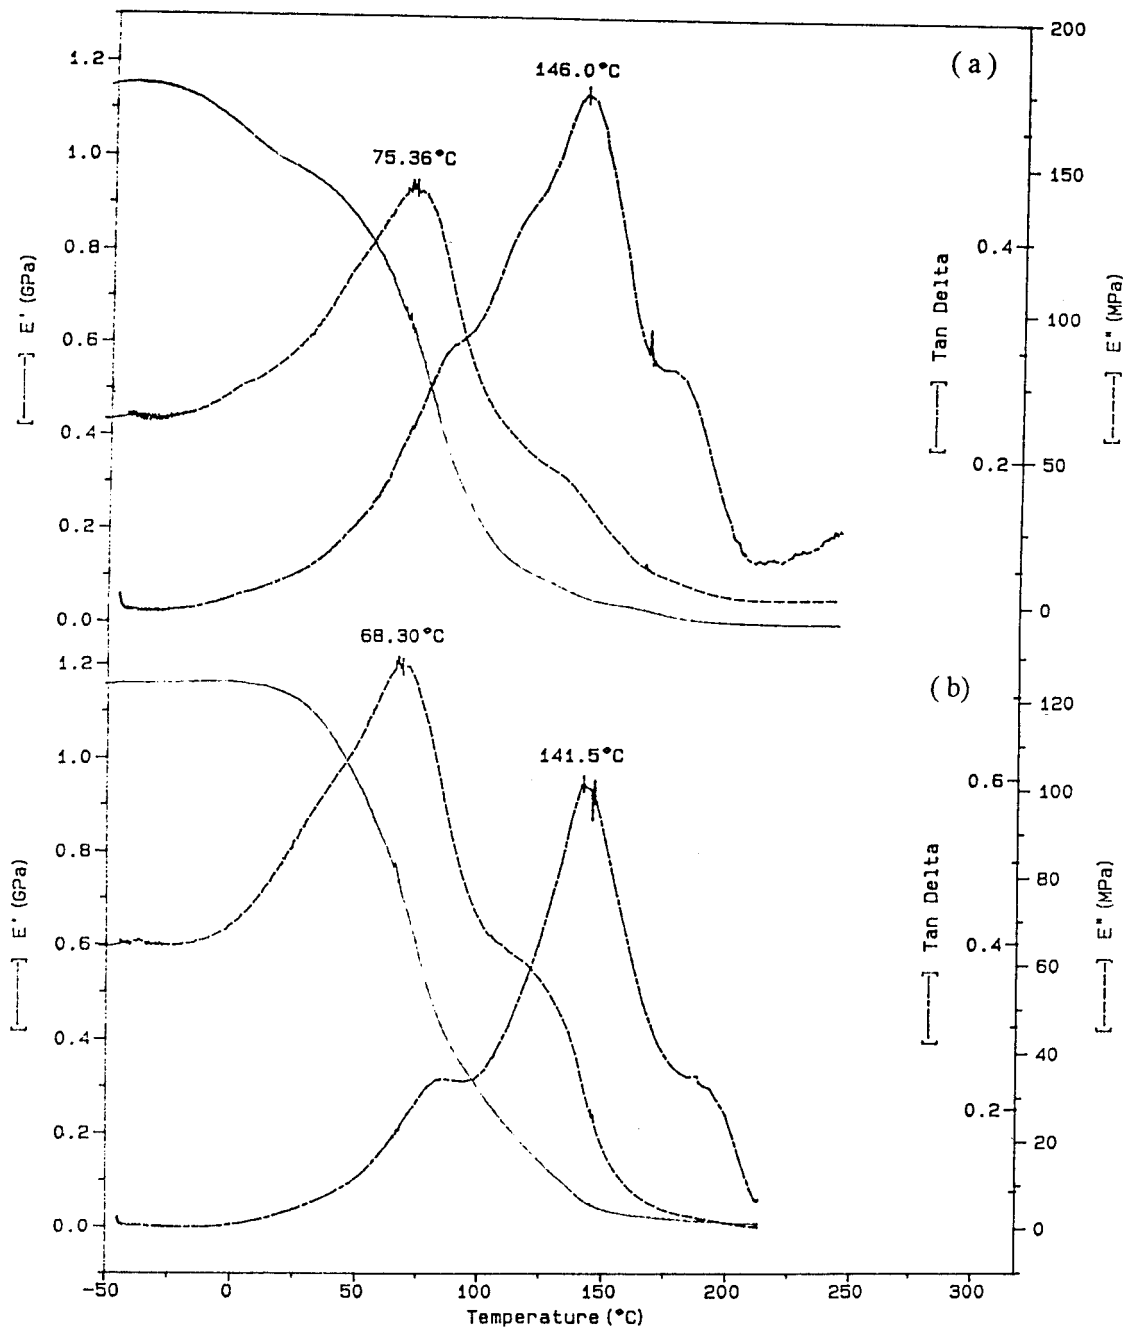 (a)
200
1.2
146.0°C
1.0
75.36°C
150
0.8
0.4
[———] E' (GPa)
[—-—-—] Tan Delta
[-----] E" (MPa)
0.6
100
0.4
0.2
50
0.2
0.0
0
68.30°C
1.2
(b)
120
141.5°C
1.0
0.6
100
0.8
80
[———] E' (GPa)
[—-—-—] Tan Delta
[-----] E" (MPa)
0.6
0.4
60
0.4
40
0.2
0.2
20
0.0
0
-50 0 50 100 150 200 250 300
Temperature (°C)